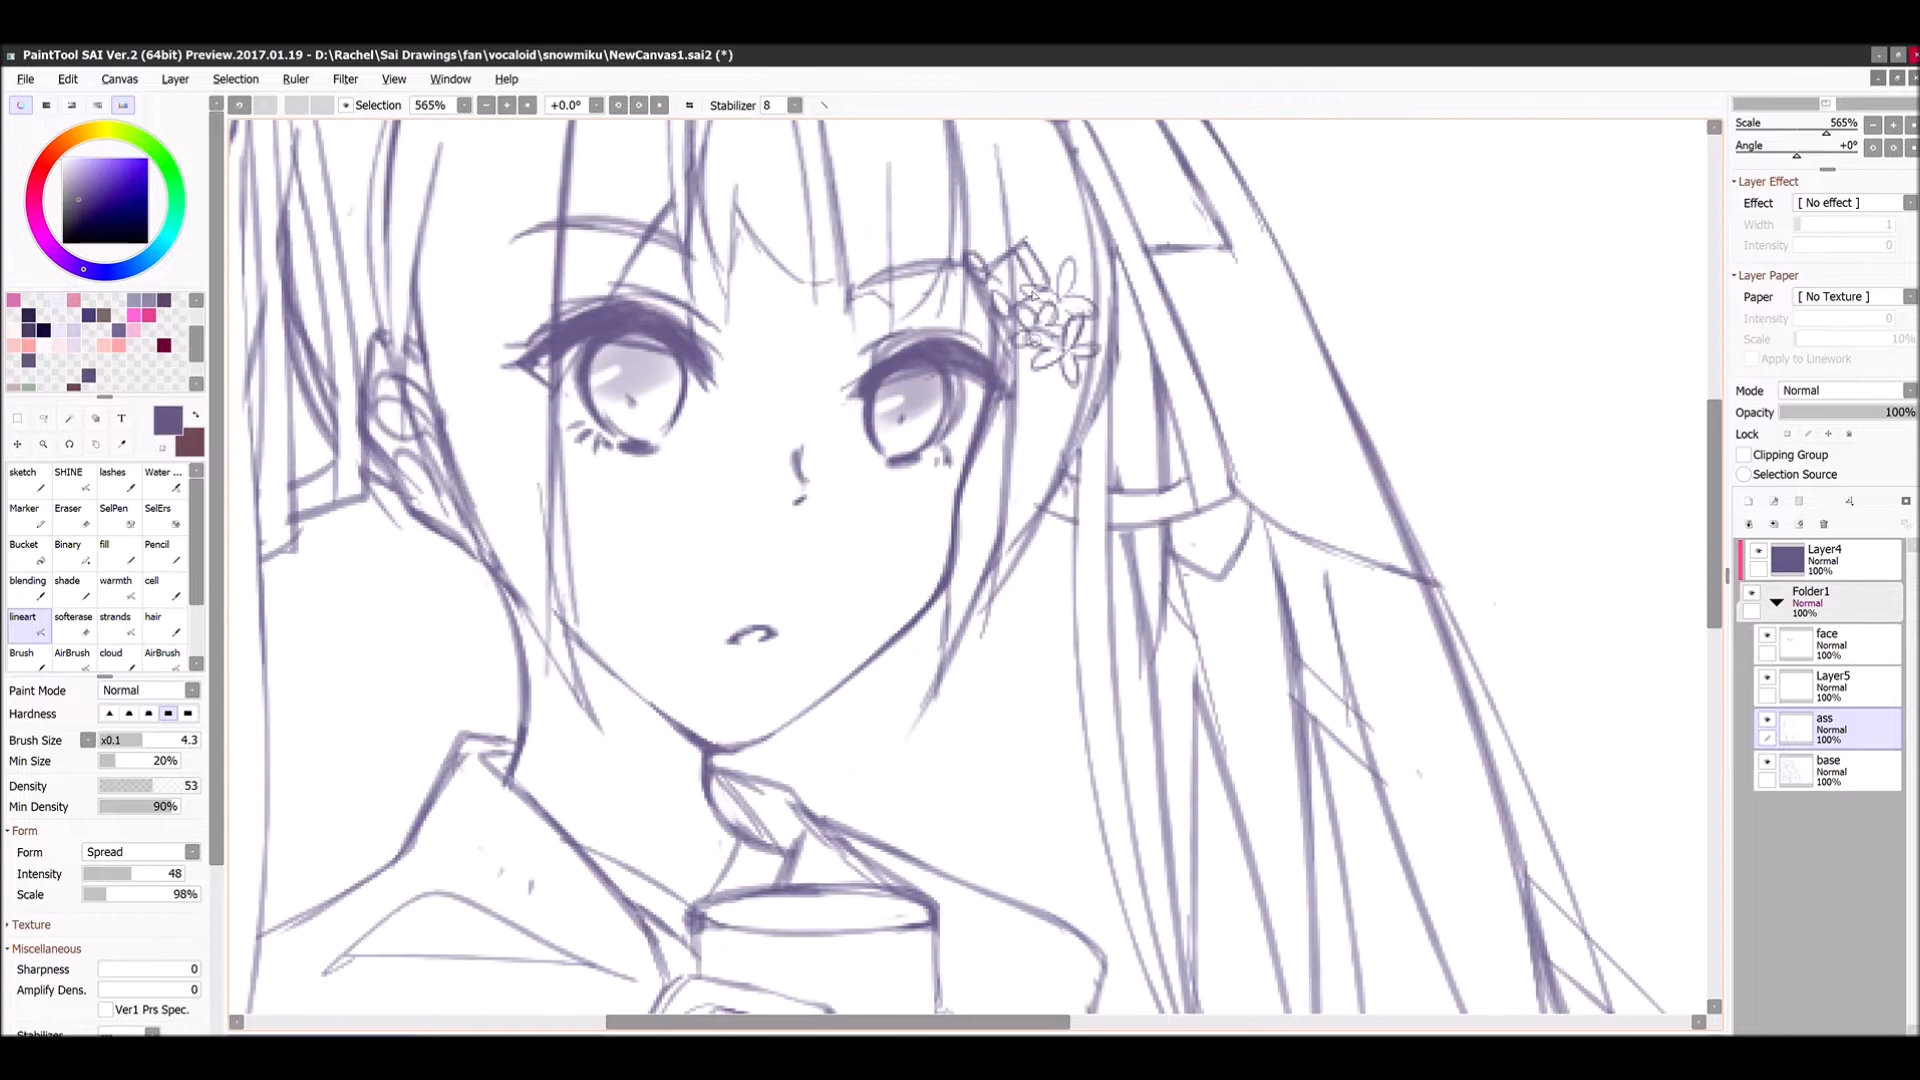 PaintTool SAI Ver.2 (64bit) Preview.2017.01.19 - D:\Rachel\Sai Drawings\fan\vocaloid\snowmiku\NewCanvas1.sai2 (*)
File Edit Canvas Layer Selection Ruler Filter View Window Help
Selection 565% +0.0° Stabilizer 8
sketch SHINE lashes Water ...
Marker Eraser SelPen SelErs
Bucket Binary fill Pencil
blending shade warmth cell
lineart softerase strands hair
Brush AirBrush cloud AirBrush
Paint Mode Normal
Hardness
Brush Size x0.1 4.3
Min Size 20%
Density 53
Min Density 90%
Form
Form Spread
Intensity 48
Scale 98%
Texture
Miscellaneous
Sharpness 0
Amplify Dens. 0
Ver1 Prs Spec.
Scale 565%
Angle +0°
Layer Effect
Effect [ No effect ]
Width 1
Intensity 0
Layer Paper
Paper [ No Texture ]
Intensity 0
Scale 10%
Apply to Linework
Mode Normal
Opacity 100%
Lock
Clipping Group
Selection Source
Layer4
Normal
100%
Folder1
Normal
100%
face
Normal
100%
Layer5
Normal
100%
ass
Normal
100%
base
Normal
100%